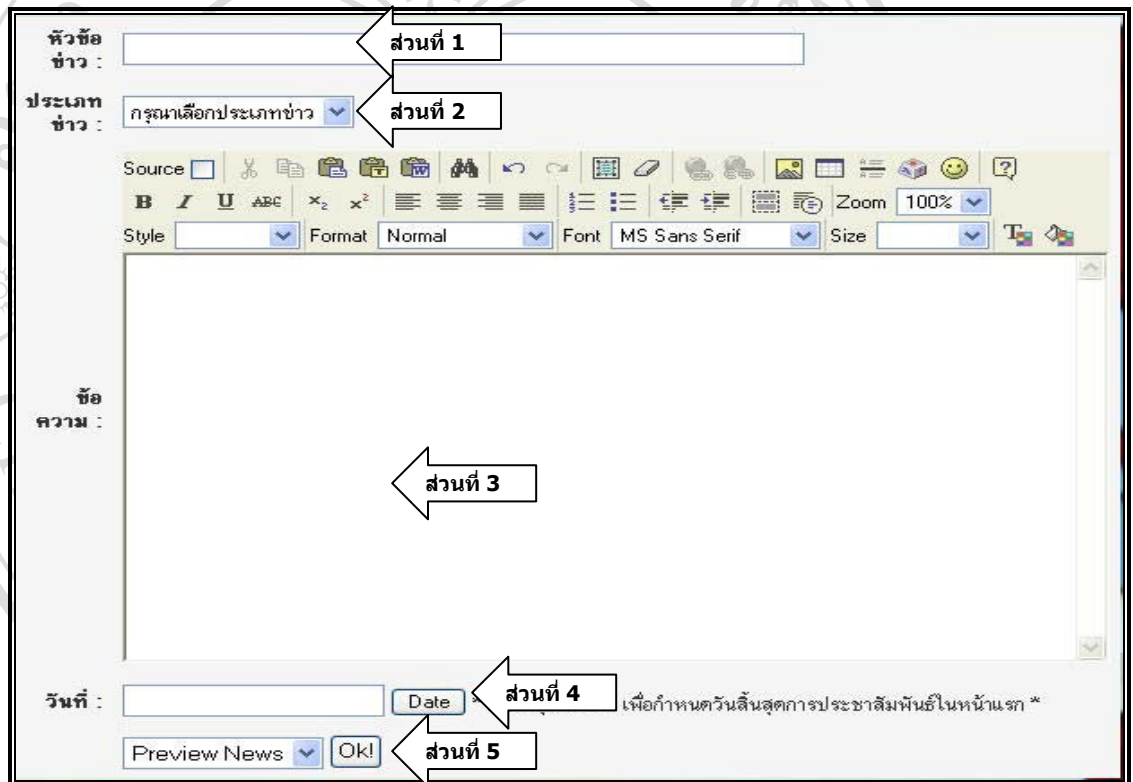 หัวข้อ
ข่าว :
ส่วนที่ 1
ประเภท
ข่าว :
กรุณาเลือกประเภทข่าว
ส่วนที่ 2
Source
B I U ABC x₂ x² Zoom 100%
Style Format Normal Font MS Sans Serif Size
ข้อ
ความ :
ส่วนที่ 3
วันที่ :
Date
*
ส่วนที่ 4
เพื่อกำหนดวันสิ้นสุดการประชาสัมพันธ์ในหน้าแรก *
Preview News Ok!
ส่วนที่ 5